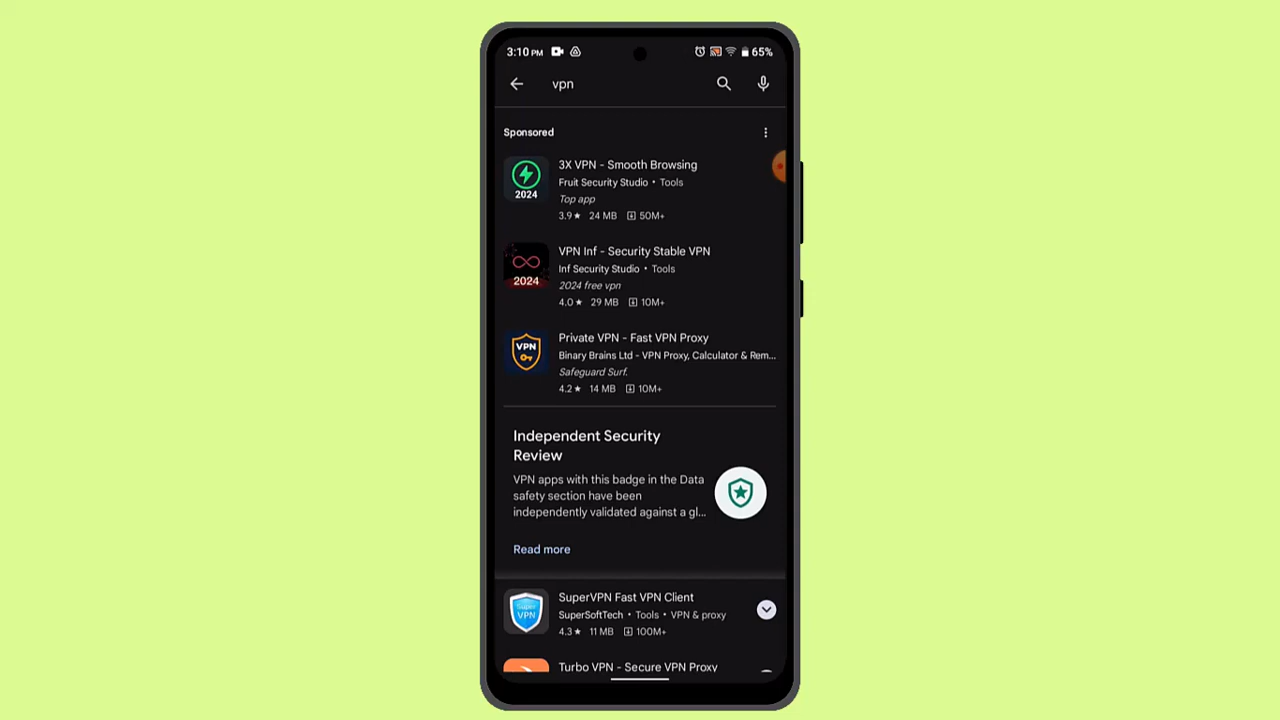 3:10 PM 65%
vpn
Sponsored
3X VPN - Smooth Browsing
Fruit Security Studio • Tools
Top app
3.9★ 24 MB 50M+
2024
VPN Inf - Security Stable VPN
Inf Security Studio • Tools
2024 free vpn
4.0★ 29 MB 10M+
2024
Private VPN - Fast VPN Proxy
Binary Brains Ltd - VPN Proxy, Calculator & Rem...
Safeguard Surf.
4.2★ 14 MB 10M+
VPN
Independent Security
Review
VPN apps with this badge in the Data
safety section have been
independently validated against a gl...
Read more
SuperVPN Fast VPN Client
SuperSoftTech • Tools • VPN & proxy
4.3★ 11 MB 100M+
Super
VPN
Turbo VPN - Secure VPN Proxy